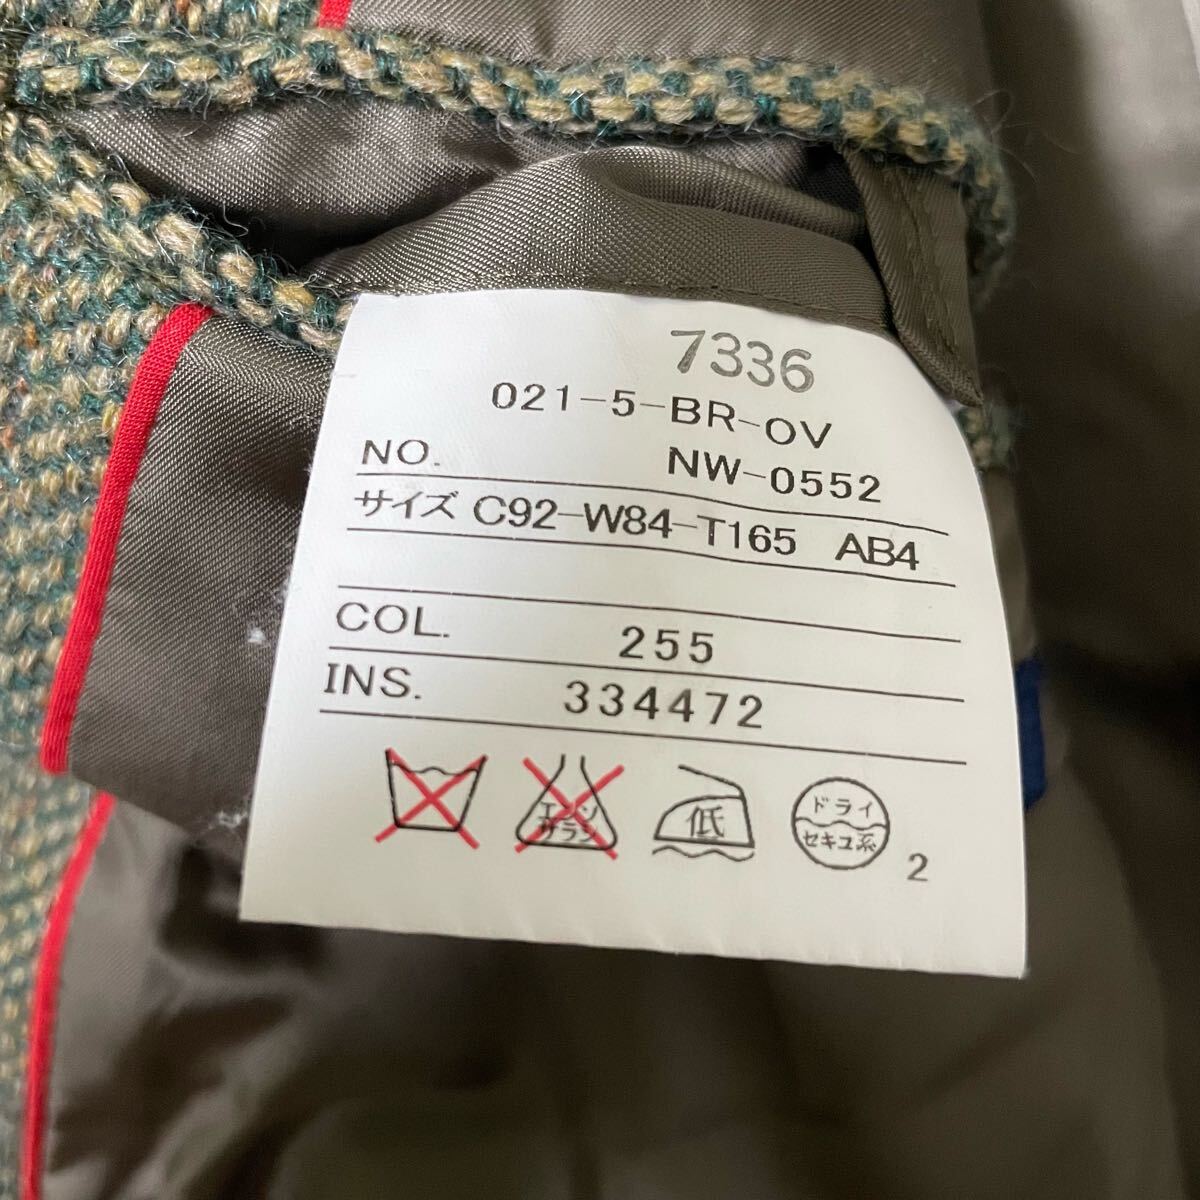 7336
021-5-BR-OV
NO. NW-0552
サイズ C92-W84-T165 AB4
COL. 255
INS. 334472
エンソ
サラシ
低
ドライ
セキユ系
2